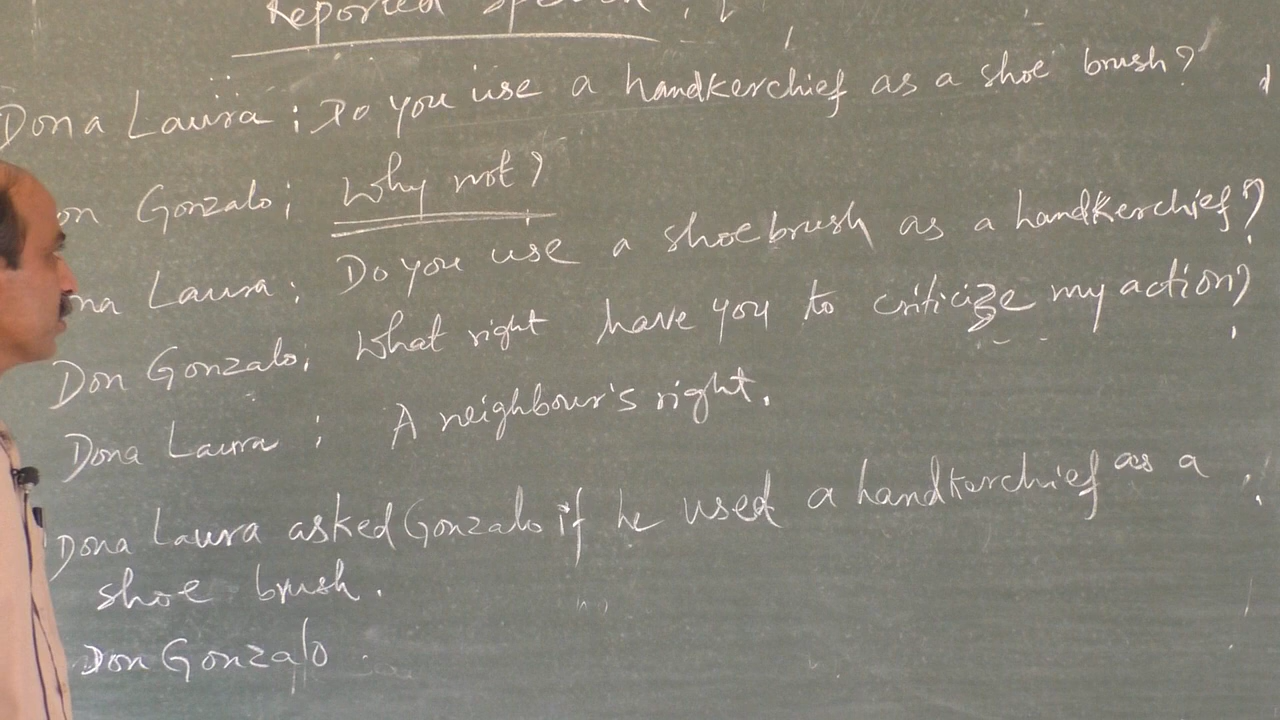 Reported speech
Dona Laura : Do you use a handkerchief as a shoe brush?
on Gonzalo ; Why not?
na Laura : Do you use a shoebrush as a handkerchief?
Don Gonzalo ; What right have you to criticize my action?
Dona Laura ; A neighbour's right.
Dona Laura asked Gonzalo if he used a handkerchief as a
shoe brush.
Don Gonzalo